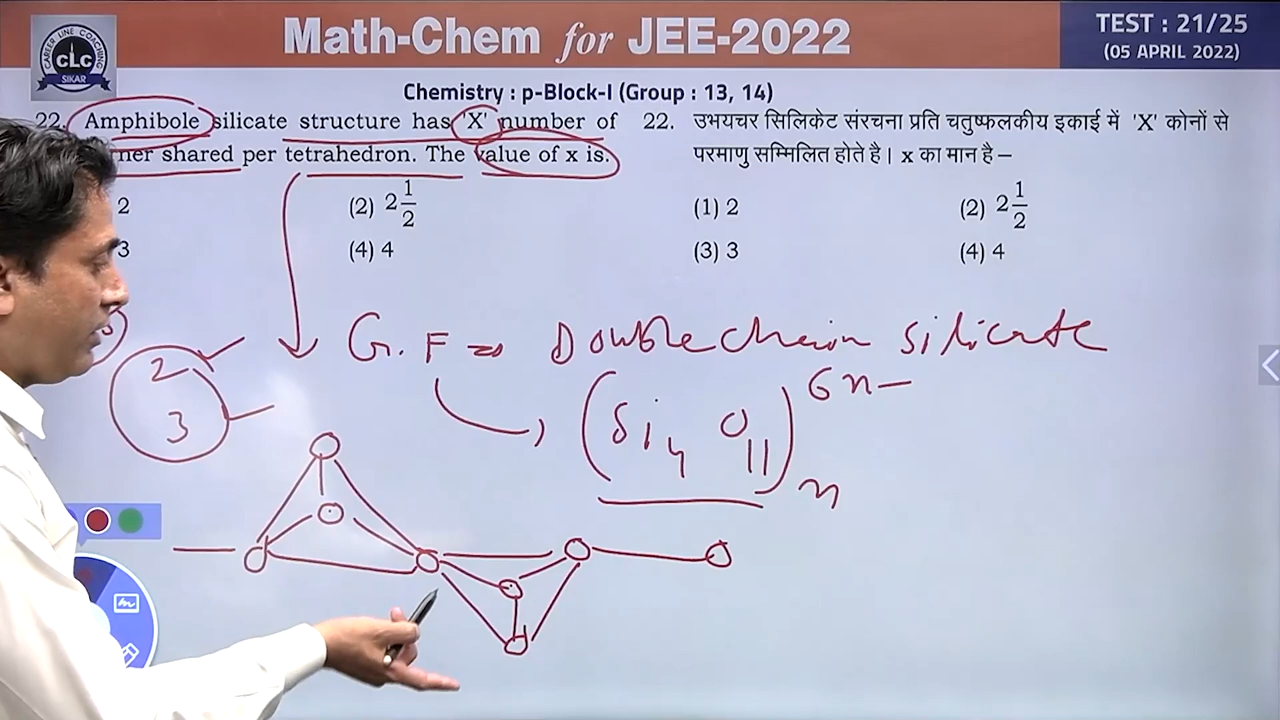 CAREER LINE COACHING
CLC
SIKAR
Math-Chem for JEE-2022
TEST : 21/25
(05 APRIL 2022)
Chemistry : p-Block-I (Group : 13, 14)
22. Amphibole silicate structure has 'X' number of
rner shared per tetrahedron. The value of x is.
2
(2) 2 1/2
3
(4) 4
22. उभयचर सिलिकेट संरचना प्रति चतुष्फलकीय इकाई में 'X' कोनों से
परमाणु सम्मिलित होते है। x का मान है–
(1) 2
(2) 2 1/2
(3) 3
(4) 4
G.F ⇒ Double chain silicate
(Si4 O11)n 6n-
2
3